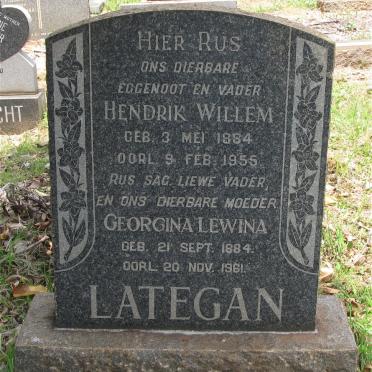 HIER RUS
ONS DIERBARE
EGGENOOT EN VADER
HENDRIK WILLEM
GEB. 3 MEI 1884
OORL. 9 FEB. 1955
RUS SAG, LIEWE VADER,
EN ONS DIERBARE MOEDER
GEORGINA LEWINA
GEB. 21 SEPT. 1884.
OORL. 20 NOV. 1961.
LATEGAN